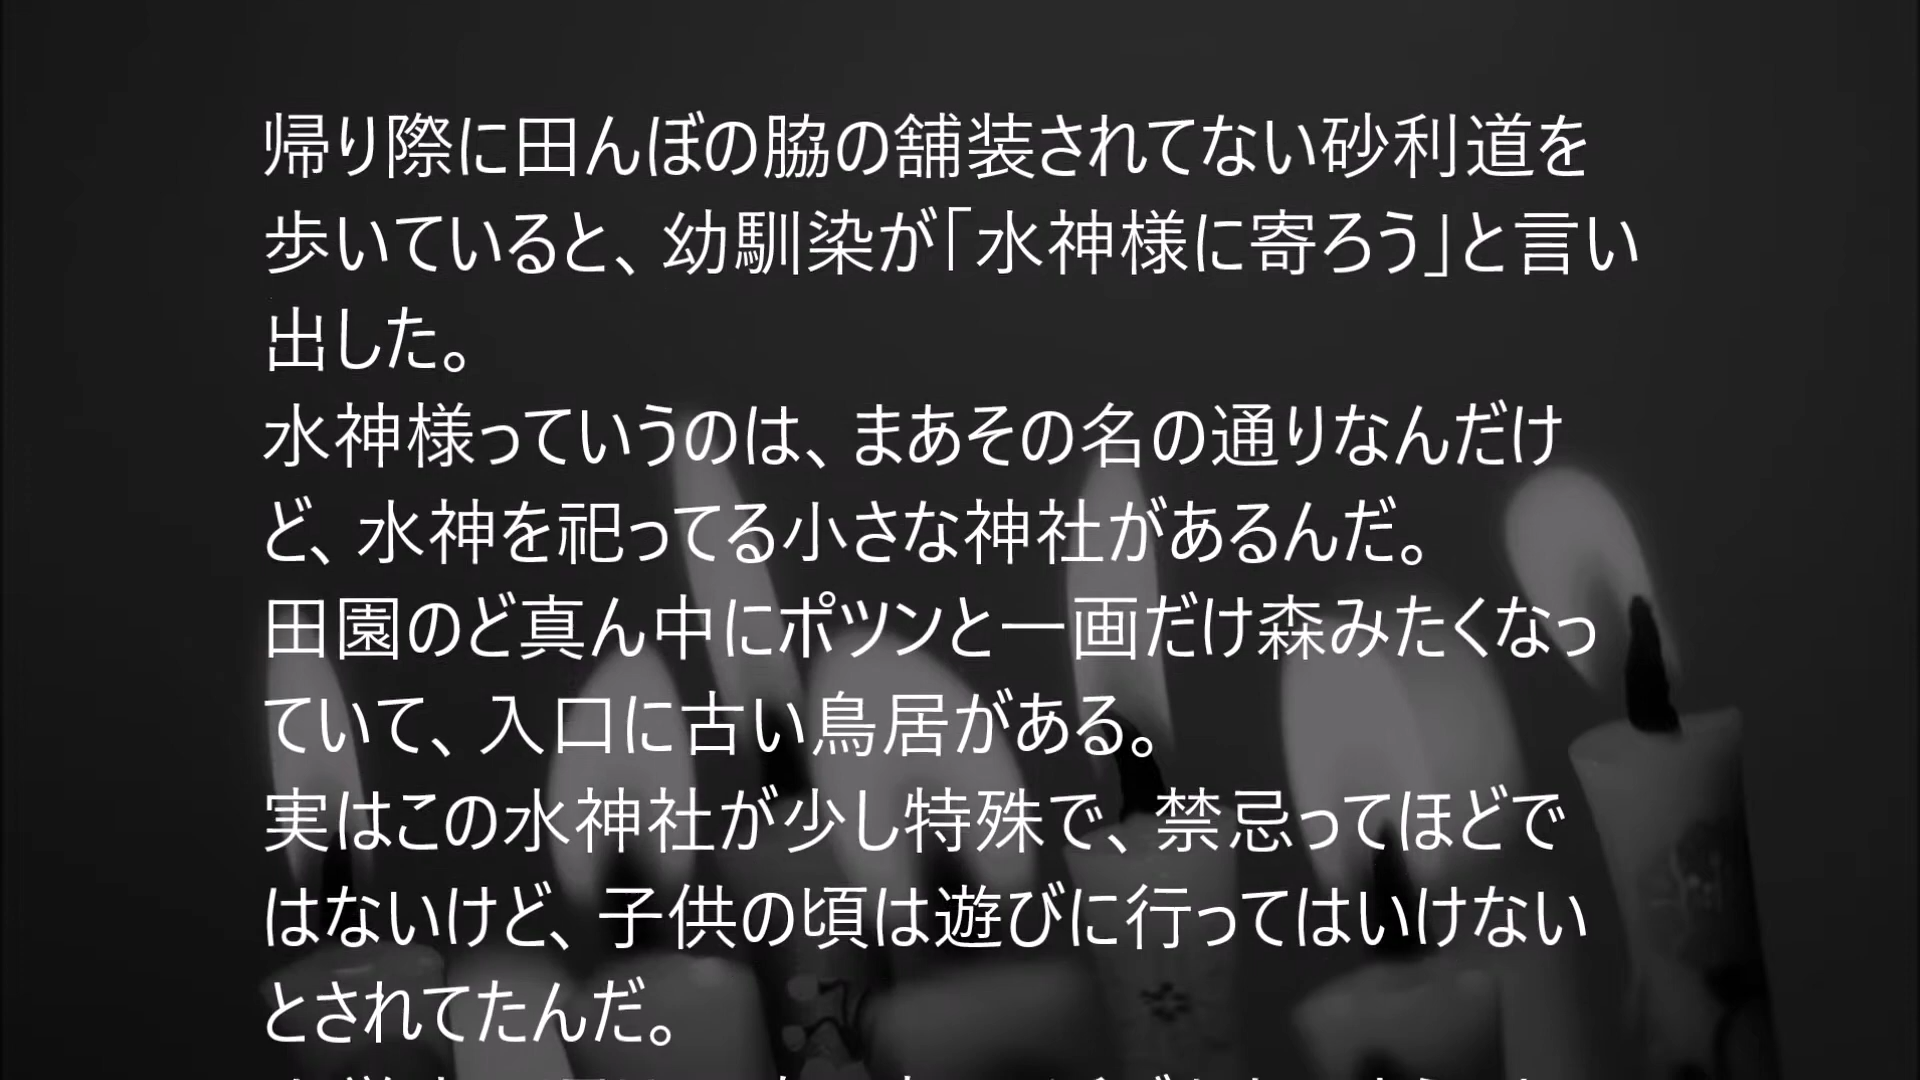 帰り際に田んぼの脇の舗装されてない砂利道を
歩いていると、幼馴染が「水神様に寄ろう」と言い
出した。
水神様っていうのは、まあその名の通りなんだけ
ど、水神を祀ってる小さな神社があるんだ。
田園のど真ん中にポツンと一画だけ森みたくなっ
ていて、入口に古い鳥居がある。
実はこの水神社が少し特殊で、禁忌ってほどで
はないけど、子供の頃は遊びに行ってはいけない
とされてたんだ。